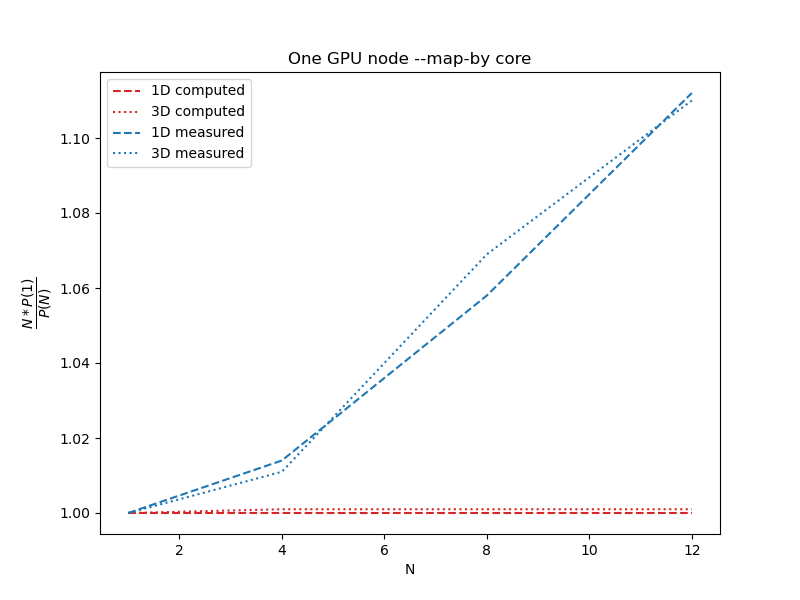 One GPU node --map-by core
1D computed
3D computed
1D measured
3D measured
1.10
1.08
1.06
1.04
1.02
1.00
N * P(1)
P(N)
2 4 6 8 10 12
N